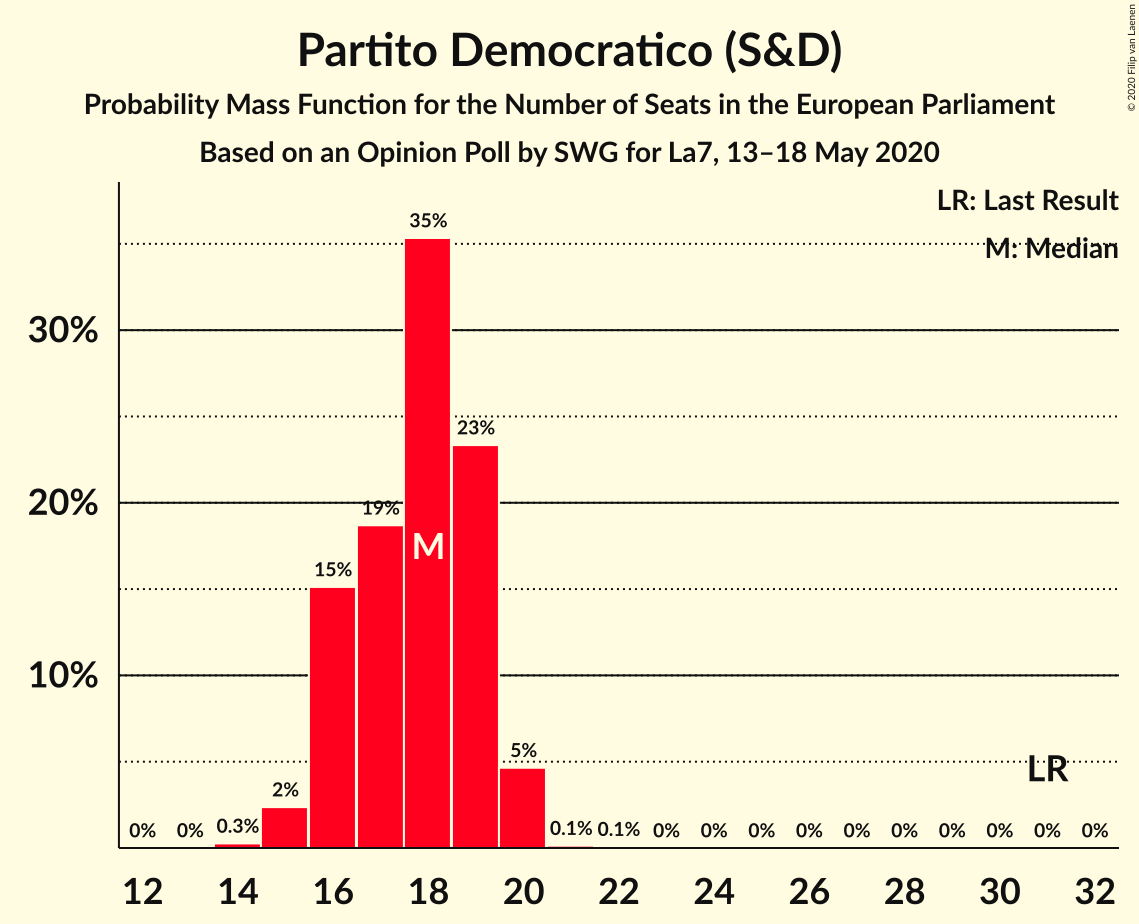 Partito Democratico (S&D)
Probability Mass Function for the Number of Seats in the European Parliament
Based on an Opinion Poll by SWG for La7, 13–18 May 2020
© 2020 Filip van Laenen
LR: Last Result
M: Median
35%
30%
23%
20%
19%
M
15%
10%
5%
LR
2%
0% 0% 0.3% 0.1% 0.1% 0% 0% 0% 0% 0% 0% 0% 0% 0% 0%
12 14 16 18 20 22 24 26 28 30 32